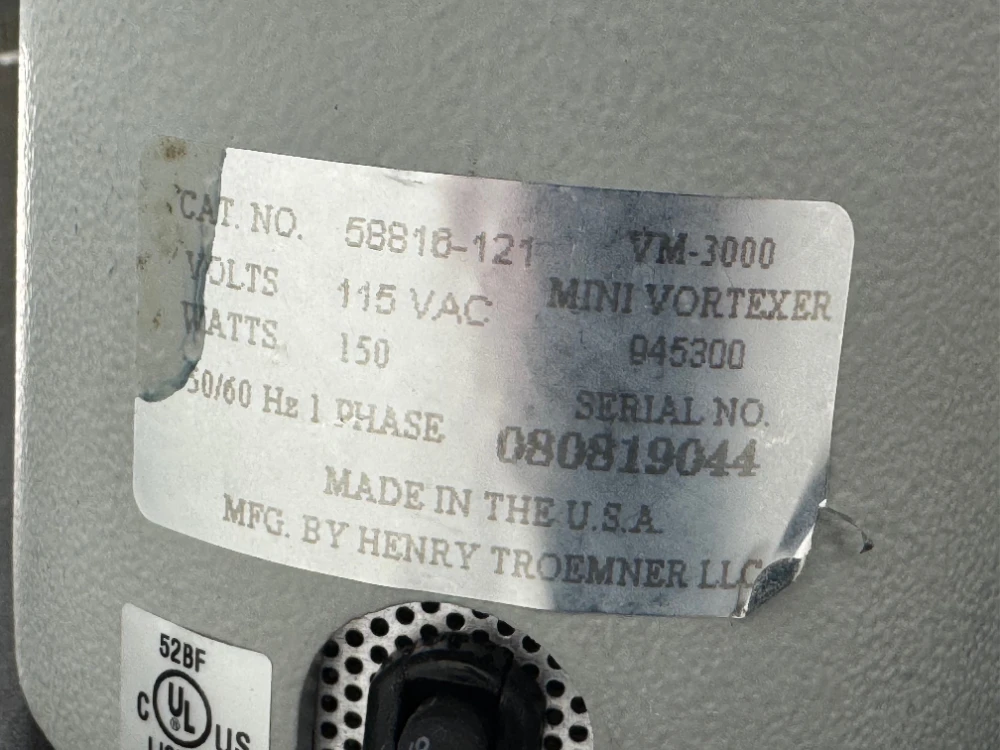 CAT. NO. 58816-121 VM-3000
VOLTS 115 VAC MINI VORTEXER
WATTS 150 945300
50/60 Hz 1 PHASE SERIAL NO.
080819044
MADE IN THE U.S.A
MFG. BY HENRY TROEMNER LLC
52BF
C UL US
®